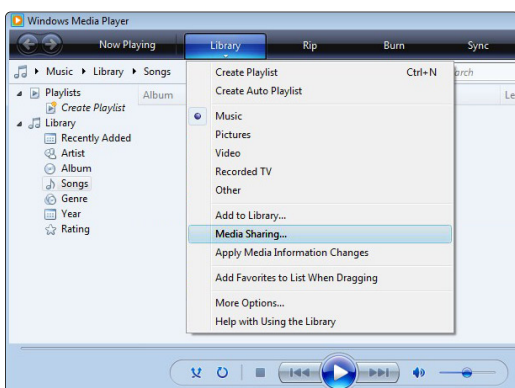 Windows Media Player
Now Playing Library Rip Burn Sync
Music Library Songs
Create Playlist Ctrl+N
Create Auto Playlist
Playlists Album
Create Playlist
Music
Library
Pictures
Recently Added
Video
Artist
Recorded TV
Album
Other
Songs
Genre
Add to Library...
Year
Media Sharing...
Rating
Apply Media Information Changes
Add Favorites to List When Dragging
More Options...
Help with Using the Library